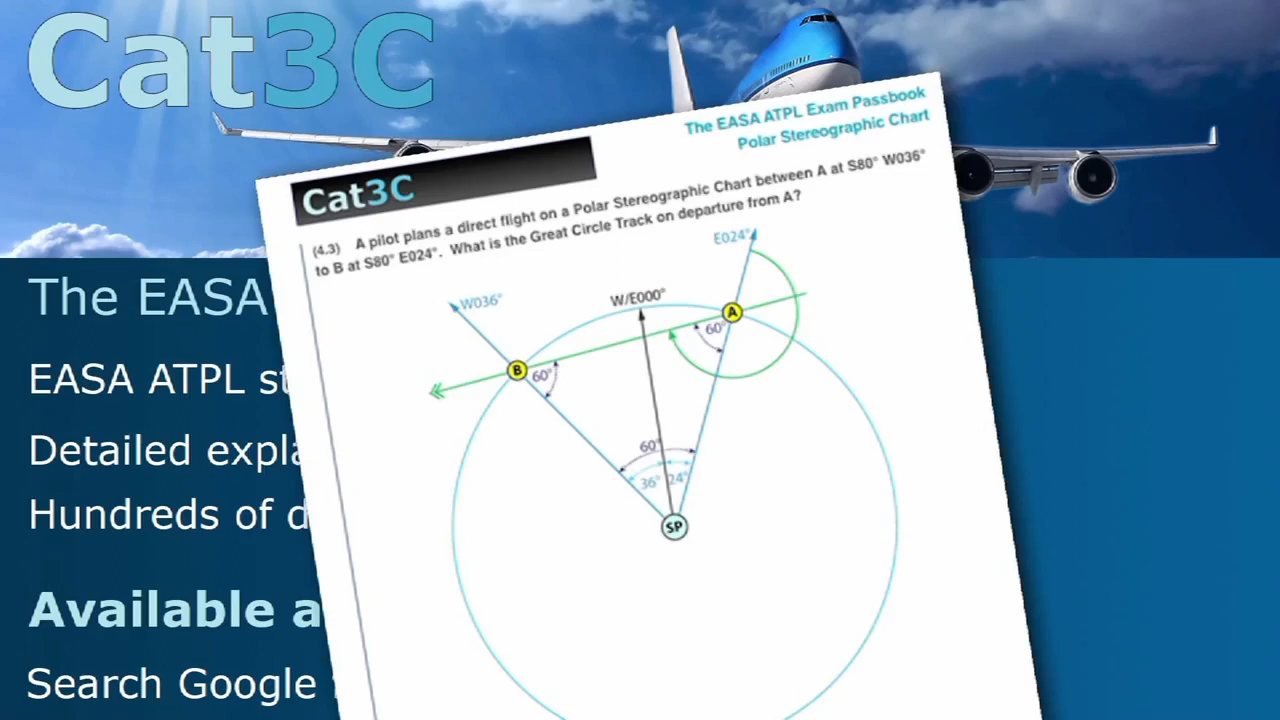 Cat3C
The EASA ATPL Exam Passbook
Polar Stereographic Chart
Cat3C
(4.3) A pilot plans a direct flight on a Polar Stereographic Chart between A at S80° W036°
to B at S80° E024°. What is the Great Circle Track on departure from A?
E024°
W036°
W/E000°
A
60°
B
60°
60°
36° 24°
SP
The EASA
EASA ATPL
Detailed
Hundreds of
Available
Search Google